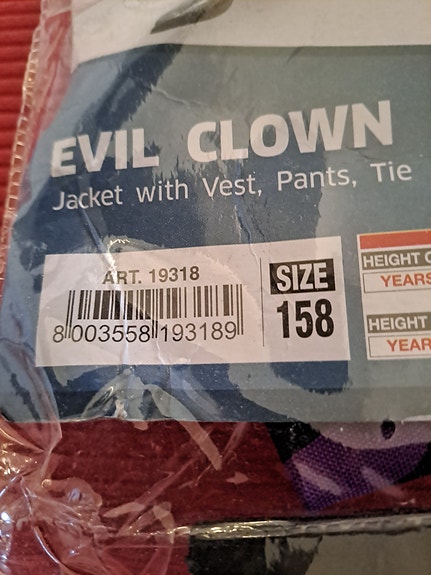 EVIL CLOWN
Jacket with Vest, Pants, Tie
ART. 19318
8 003558 193189
SIZE
158
HEIGHT
YEARS
HEIGHT
YEAR